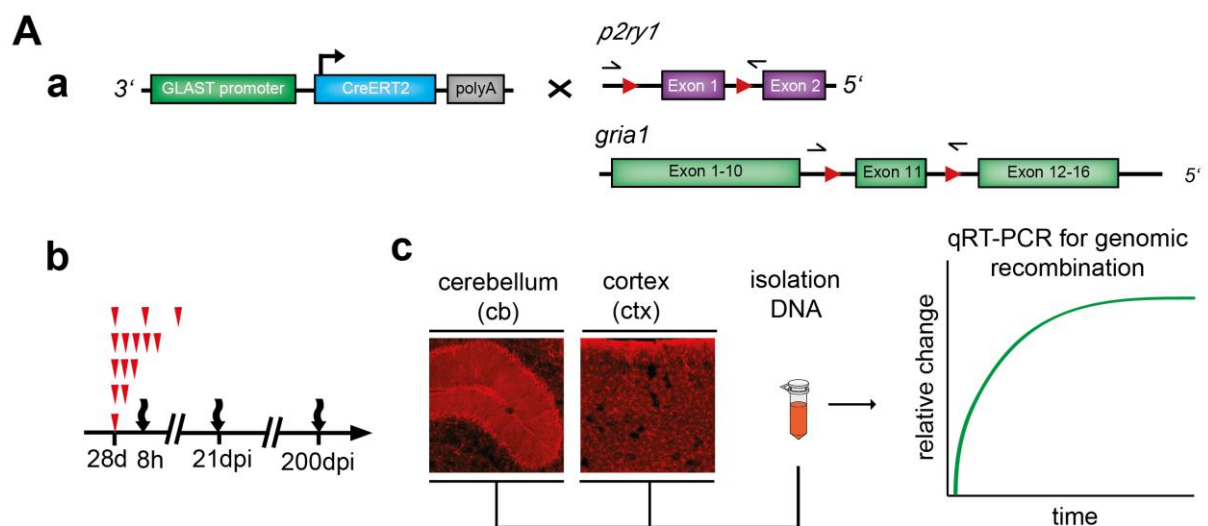 A
a
3‘
GLAST promoter
CreERT2
polyA
x
p2ry1
Exon 1
Exon 2
5‘
gria1
Exon 1-10
Exon 11
Exon 12-16
5‘
b
28d
8h
21dpi
200dpi
c
cerebellum
(cb)
cortex
(ctx)
isolation
DNA
qRT-PCR for genomic
recombination
relative change
time